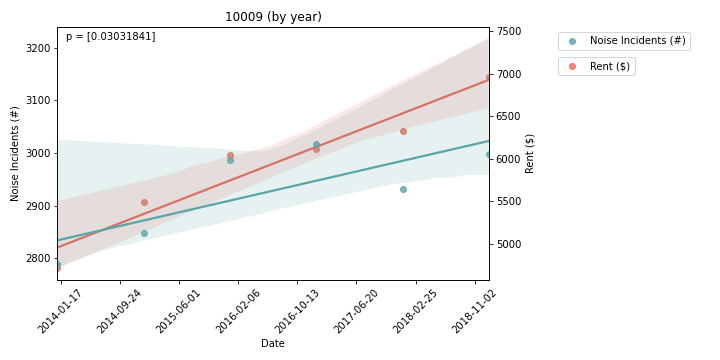 10009 (by year)
p = [0.03031841]
Noise Incidents (#)
Rent ($)
3200
3100
3000
2900
2800
Noise Incidents (#)
7500
7000
6500
6000
5500
5000
Rent ($)
2014-01-17
2014-09-24
2015-06-01
2016-02-06
2016-10-13
2017-06-20
2018-02-25
2018-11-02
Date